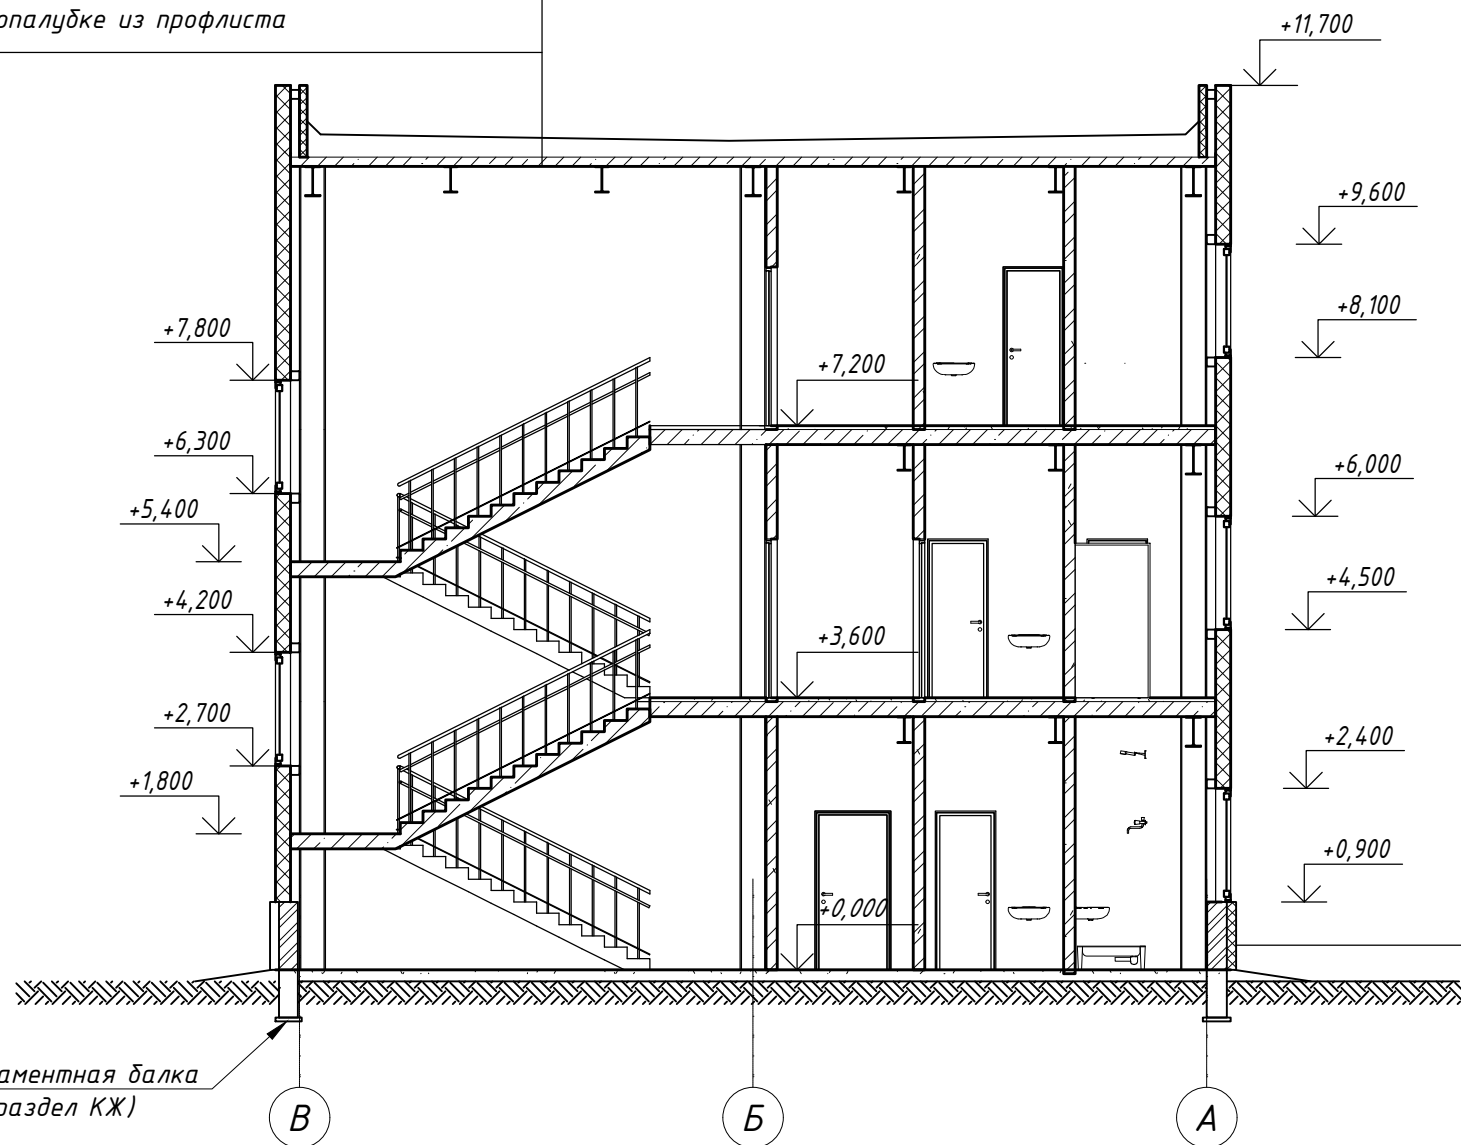 опалубке из профлиста
+11,700
+9,600
+8,100
+7,800
+7,200
+6,300
+6,000
+5,400
+4,500
+4,200
+3,600
+2,700
+2,400
+1,800
+0,900
+0,000
аментная балка
раздел КЖ)
В
Б
А